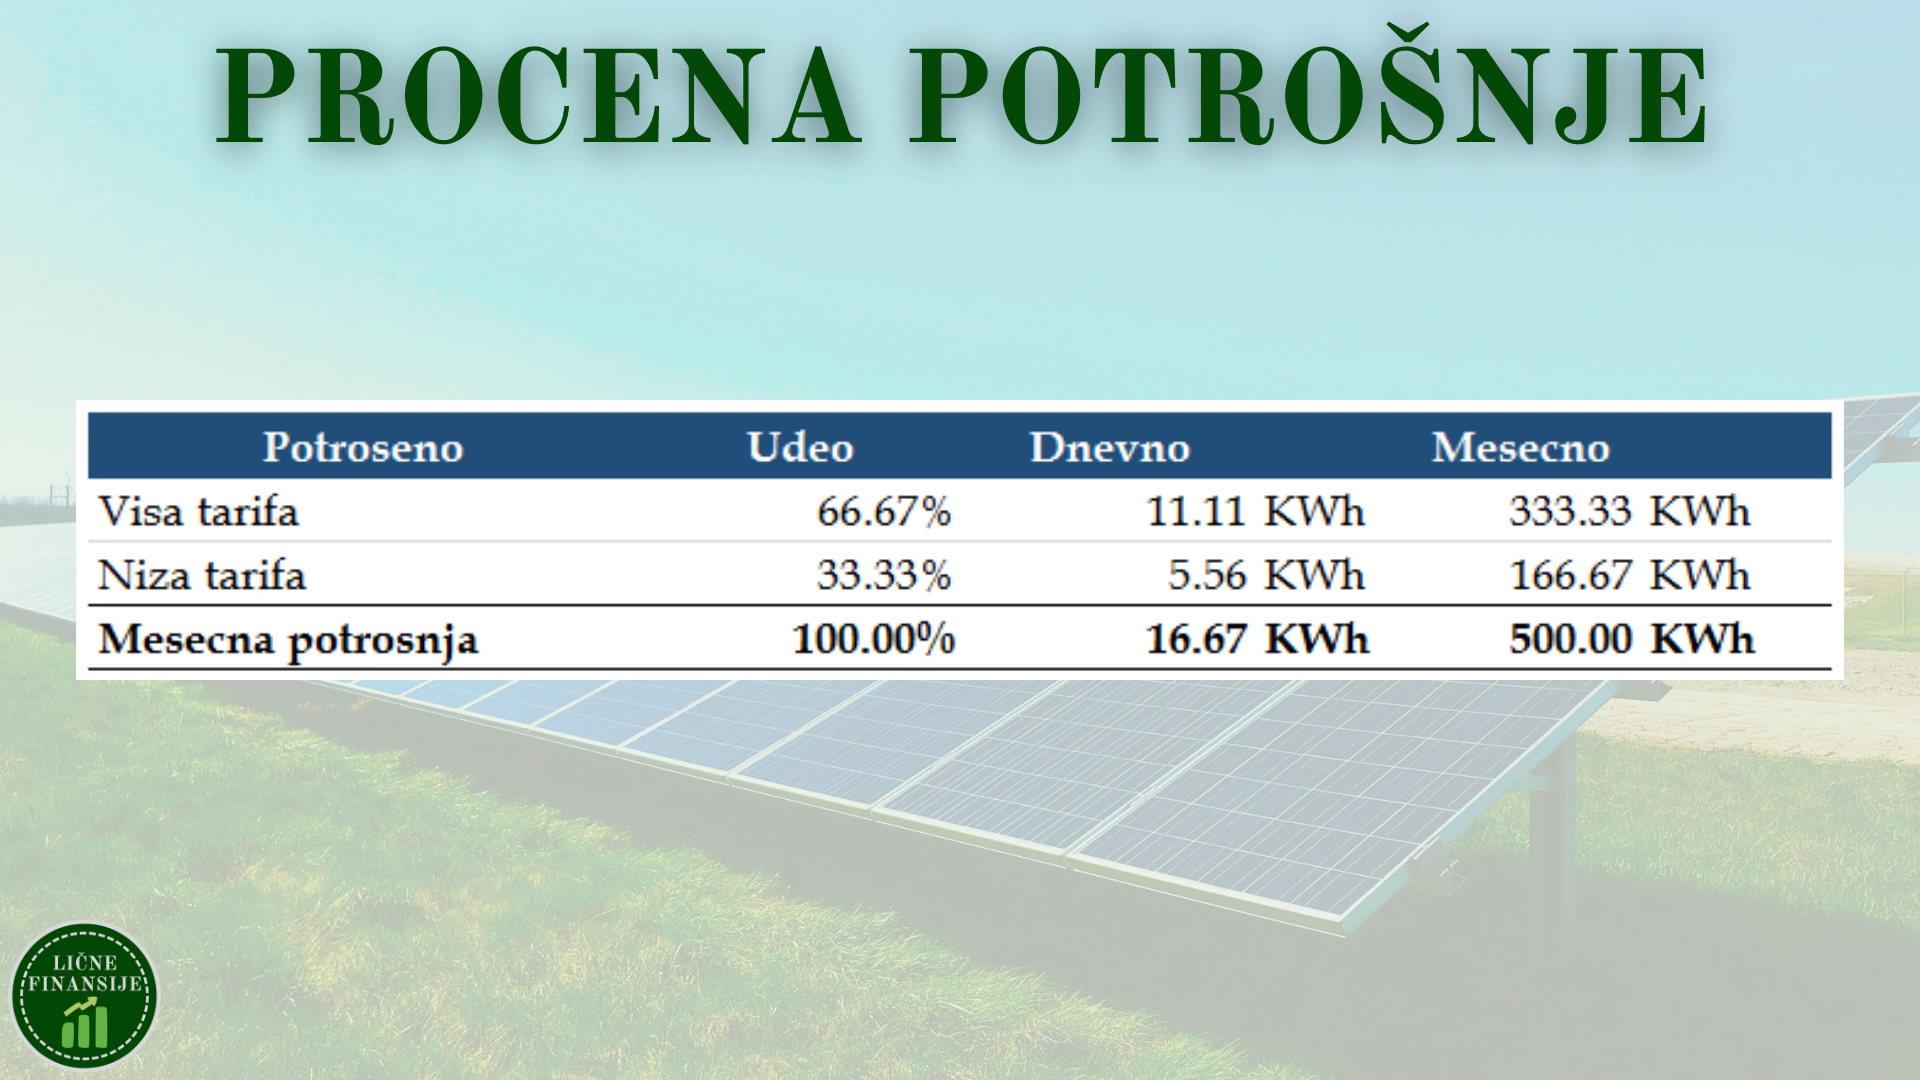 PROCENA POTROŠNJE
Potroseno Udeo Dnevno Mesecno
Visa tarifa 66.67% 11.11 KWh 333.33 KWh
Niza tarifa 33.33% 5.56 KWh 166.67 KWh
Mesecna potrosnja 100.00% 16.67 KWh 500.00 KWh
LIČNE
FINANSIJE